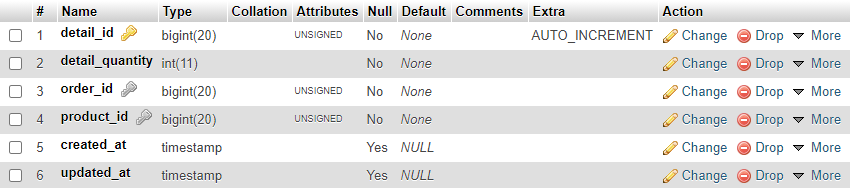 # Name Type Collation Attributes Null Default Comments Extra Action
1 detail_id bigint(20) UNSIGNED No None AUTO_INCREMENT Change Drop More
2 detail_quantity int(11) No None Change Drop More
3 order_id bigint(20) UNSIGNED No None Change Drop More
4 product_id bigint(20) UNSIGNED No None Change Drop More
5 created_at timestamp Yes NULL Change Drop More
6 updated_at timestamp Yes NULL Change Drop More